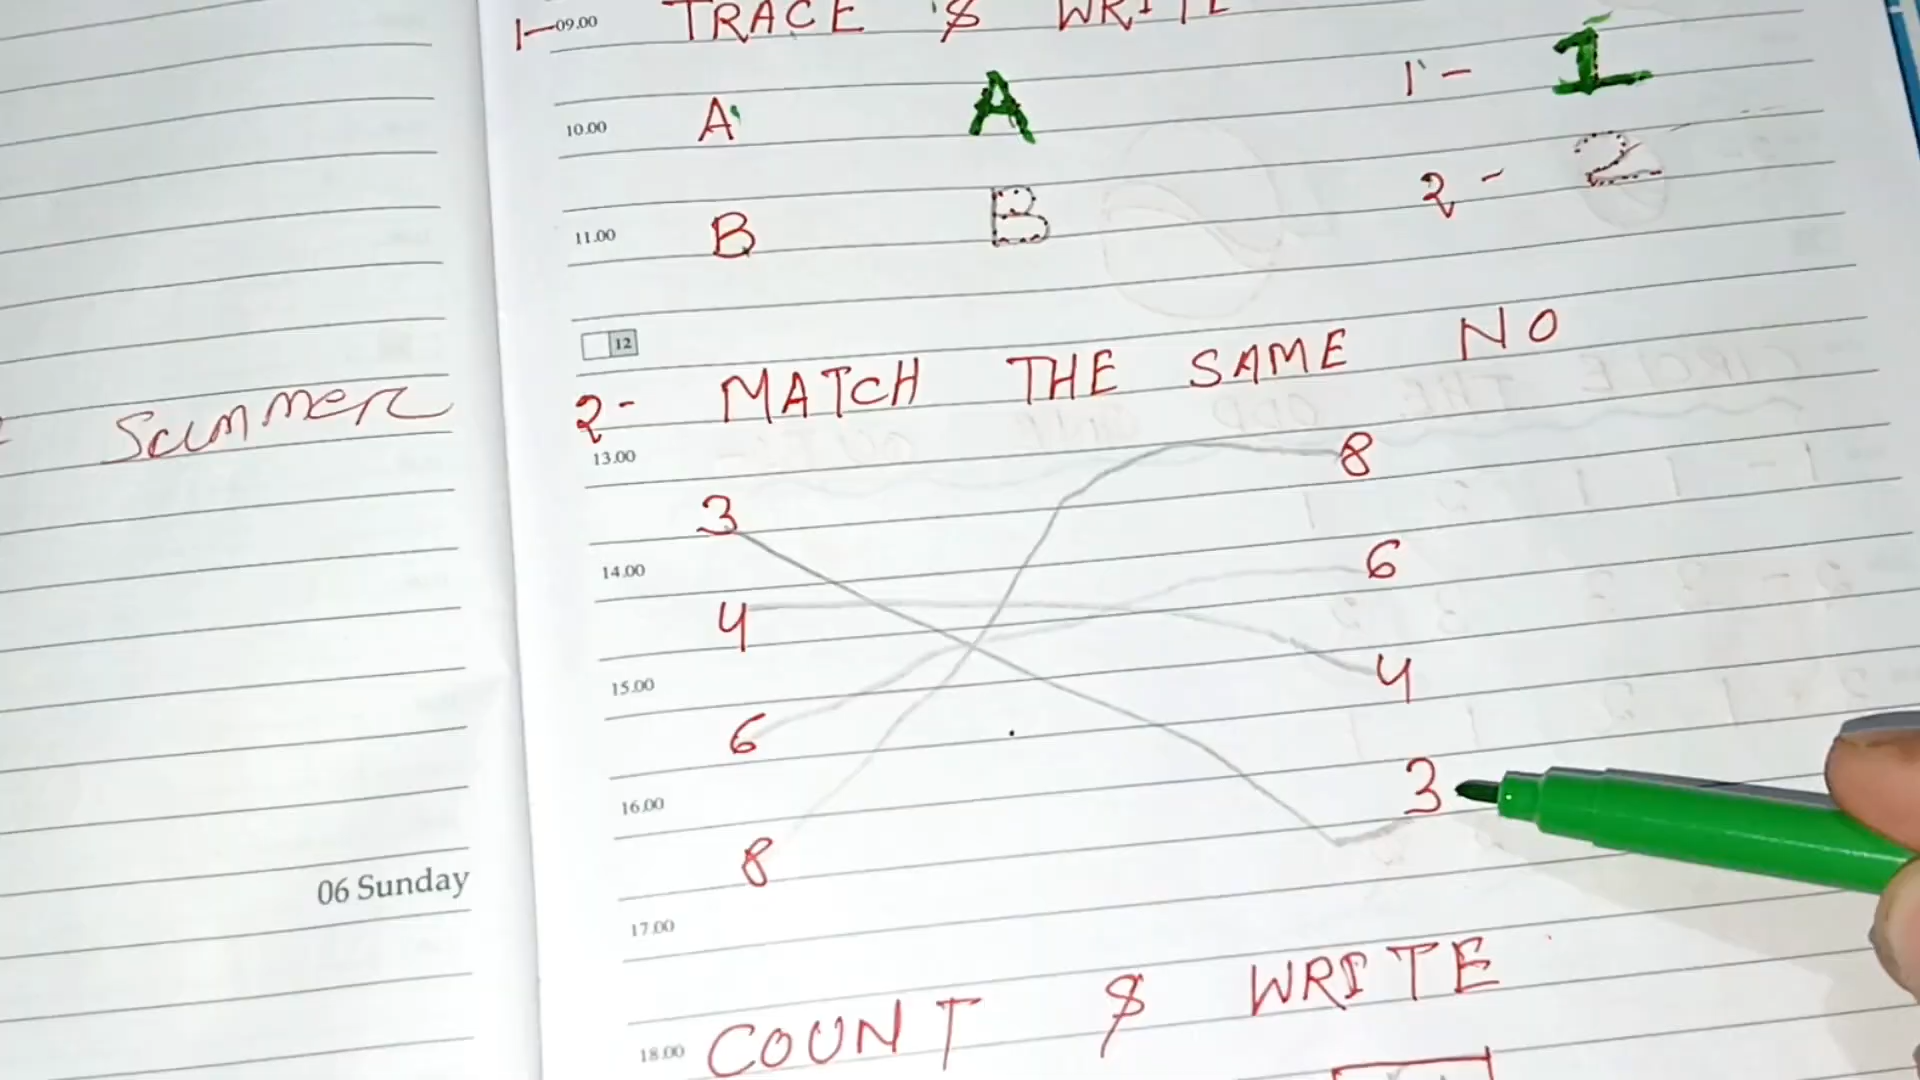 Summer
06 Sunday
1— 09.00 TRACE & WRITE
10.00 A A 1 - 1
11.00 B B 2 - 2
12
2- MATCH THE SAME NO
13.00 8
3
14.00 6
4
15.00 4
6
16.00 3
8
17.00
COUNT & WRITE
18.00